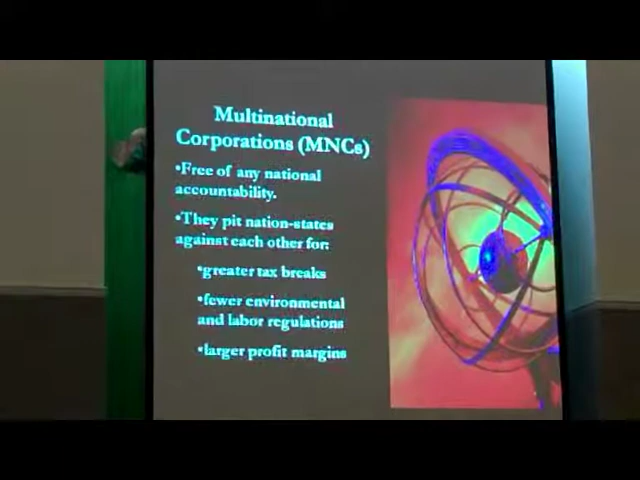 Multinational
Corporations (MNCs)
•Free of any national
accountability.
•They pit nation-states
against each other for:
•greater tax breaks
•fewer environmental
and labor regulations
•larger profit margins